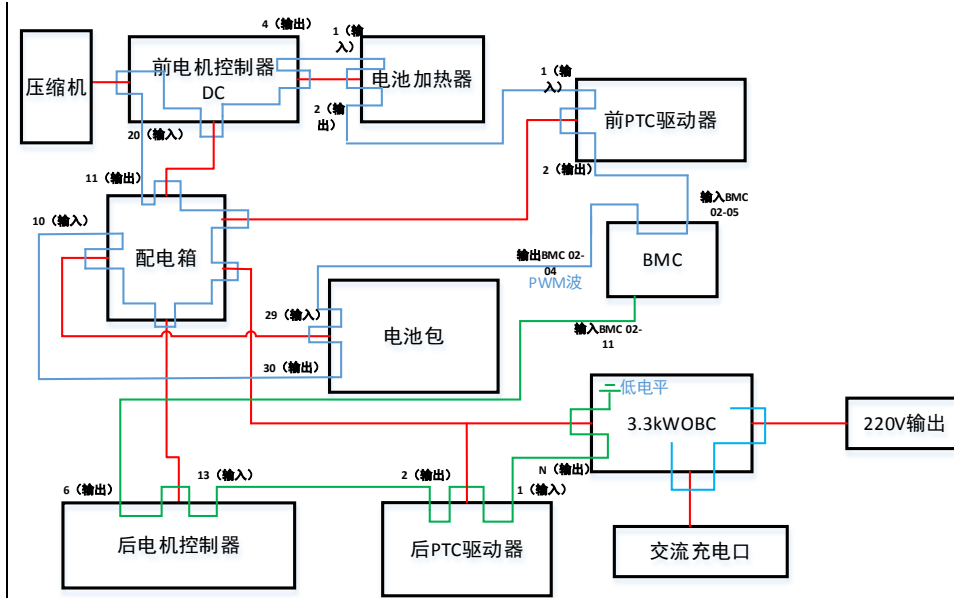 4（输出）
1（输
入）
压缩机
前电机控制器
DC
电池加热器
1（输
入）
2（输
出）
前PTC驱动器
20（输入）
2（输出）
11（输出）
输入BMC
02-05
10（输入）
配电箱
BMC
输出BMC 02-
04
PWM波
29（输入）
电池包
输入BMC 02-
11
30（输出）
低电平
3.3kWOBC
220V输出
N（输出）
13（输入）
2（输出）
6（输出）
1（输入）
后电机控制器
后PTC驱动器
交流充电口